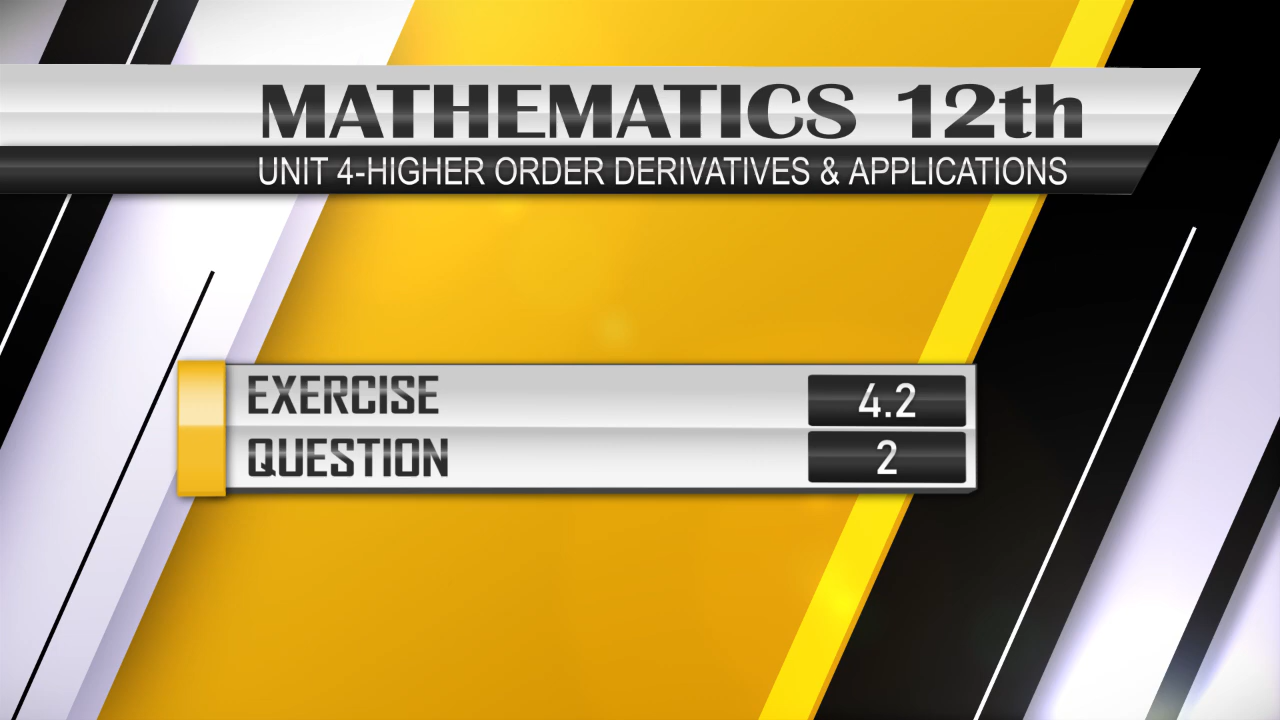 MATHEMATICS 12th
UNIT 4-HIGHER ORDER DERIVATIVES & APPLICATIONS
EXERCISE 4.2
QUESTION 2